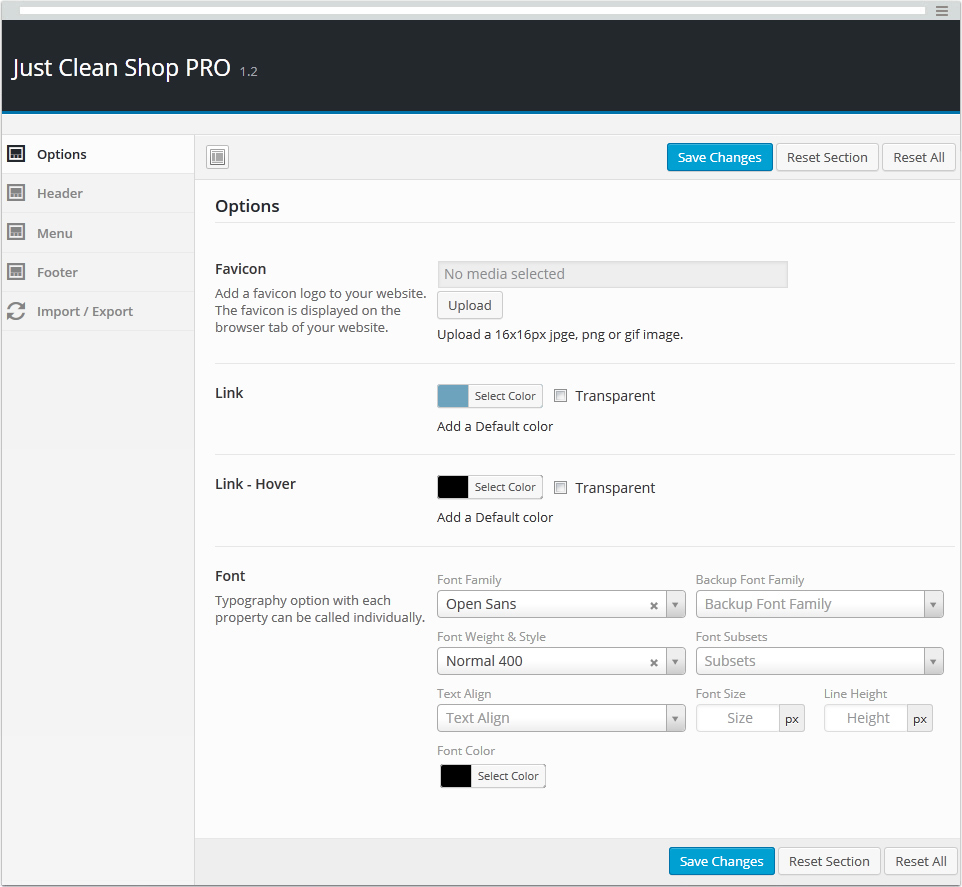 Just Clean Shop PRO 1.2
Options
Header
Menu
Footer
Import / Export
Save Changes Reset Section Reset All
Options
Favicon
Add a favicon logo to your website.
The favicon is displayed on the
browser tab of your website.
No media selected
Upload
Upload a 16x16px jpge, png or gif image.
Link
Select Color Transparent
Add a Default color
Link - Hover
Select Color Transparent
Add a Default color
Font
Typography option with each
property can be called individually.
Font Family Backup Font Family
Open Sans Backup Font Family
Font Weight & Style Font Subsets
Normal 400 Subsets
Text Align Font Size Line Height
Text Align Size px Height px
Font Color
Select Color
Save Changes Reset Section Reset All